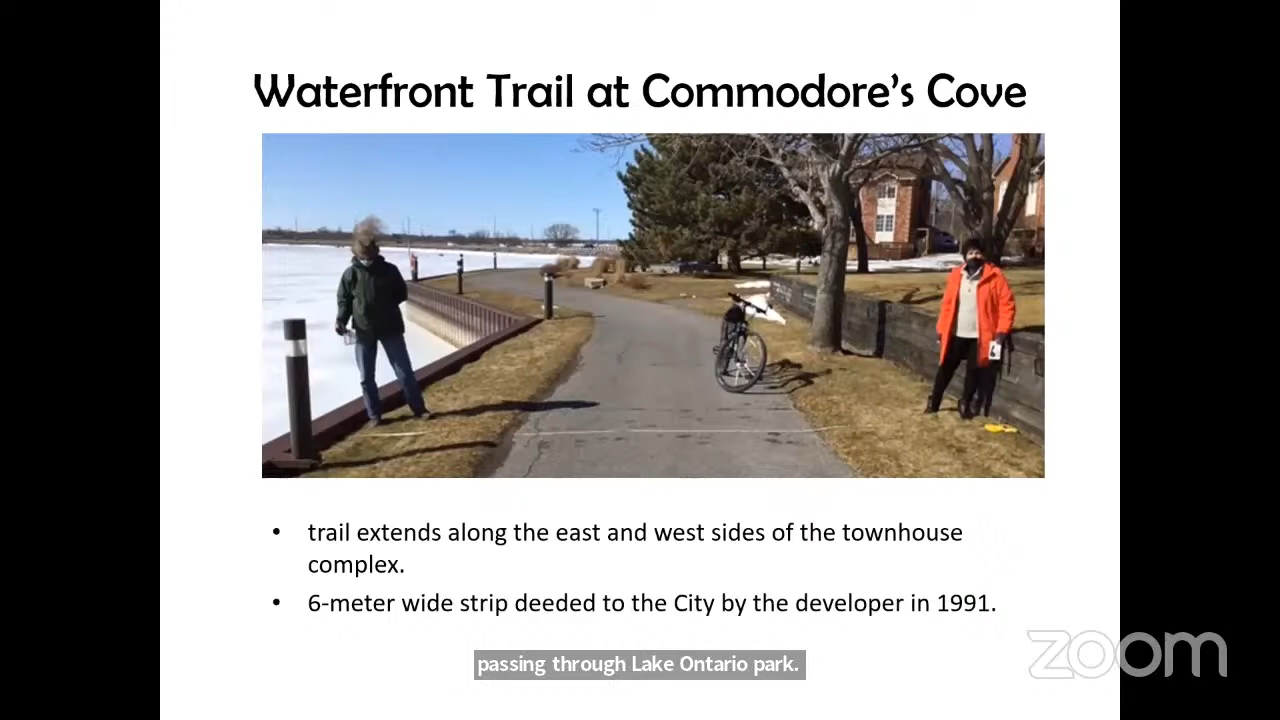 Waterfront Trail at Commodore’s Cove
• trail extends along the east and west sides of the townhouse
complex.
• 6-meter wide strip deeded to the City by the developer in 1991.
passing through Lake Ontario park.
zoom